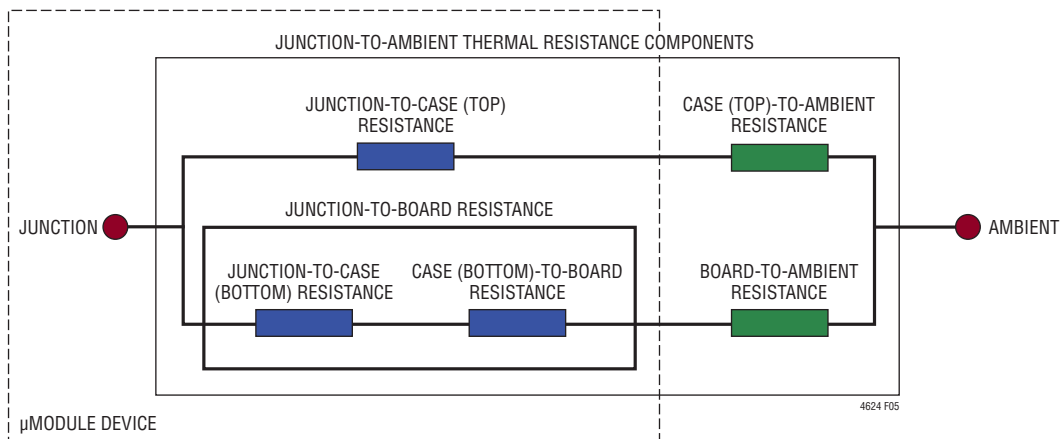 JUNCTION-TO-AMBIENT THERMAL RESISTANCE COMPONENTS
JUNCTION-TO-CASE (TOP)
RESISTANCE
CASE (TOP)-TO-AMBIENT
RESISTANCE
JUNCTION-TO-BOARD RESISTANCE
JUNCTION
AMBIENT
JUNCTION-TO-CASE
(BOTTOM) RESISTANCE
CASE (BOTTOM)-TO-BOARD
RESISTANCE
BOARD-TO-AMBIENT
RESISTANCE
4624 F05
µMODULE DEVICE